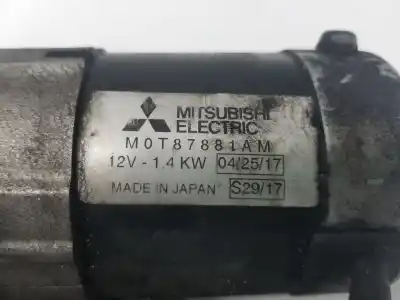 MITSUBISHI
ELECTRIC
M0T87881AM
12V - 1.4 KW 04/25/17
MADE IN JAPAN S29/17